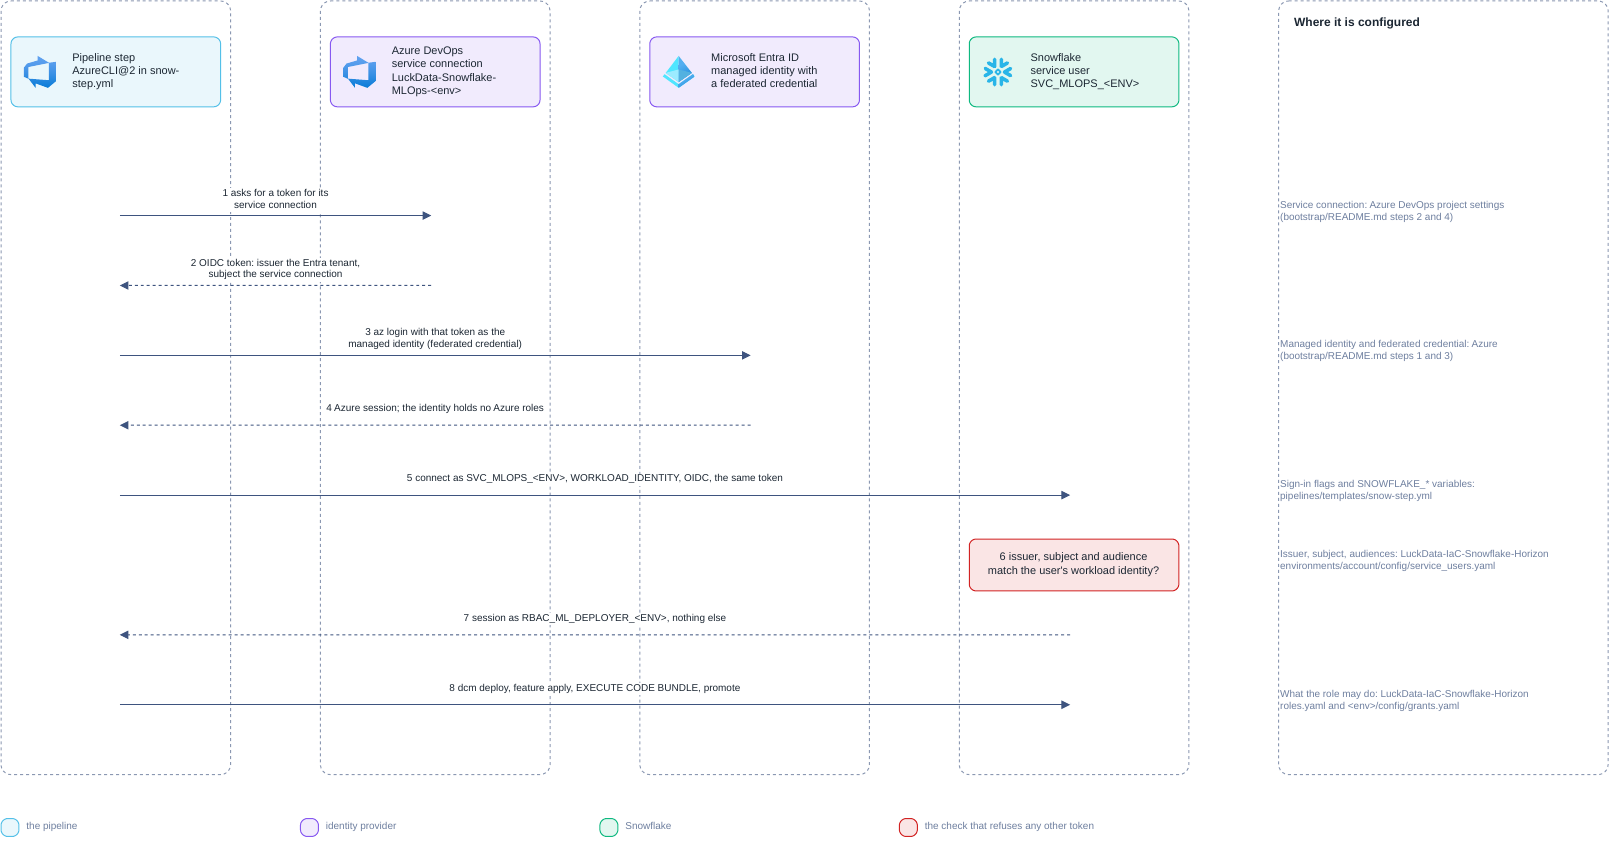 Where it is configured
Pipeline step
AzureCLI@2 in snow-
step.yml
Azure DevOps
service connection
LuckData-Snowflake-
MLOps-<env>
Microsoft Entra ID
managed identity with
a federated credential
Snowflake
service user
SVC_MLOPS_<ENV>
1 asks for a token for its
service connection
Service connection: Azure DevOps project settings
(bootstrap/README.md steps 2 and 4)
2 OIDC token: issuer the Entra tenant,
subject the service connection
3 az login with that token as the
managed identity (federated credential)
Managed identity and federated credential: Azure
(bootstrap/README.md steps 1 and 3)
4 Azure session; the identity holds no Azure roles
5 connect as SVC_MLOPS_<ENV>, WORKLOAD_IDENTITY, OIDC, the same token
Sign-in flags and SNOWFLAKE_* variables:
pipelines/templates/snow-step.yml
6 issuer, subject and audience
match the user's workload identity?
Issuer, subject, audiences: LuckData-IaC-Snowflake-Horizon
environments/account/config/service_users.yaml
7 session as RBAC_ML_DEPLOYER_<ENV>, nothing else
8 dcm deploy, feature apply, EXECUTE CODE BUNDLE, promote
What the role may do: LuckData-IaC-Snowflake-Horizon
roles.yaml and <env>/config/grants.yaml
the pipeline
identity provider
Snowflake
the check that refuses any other token